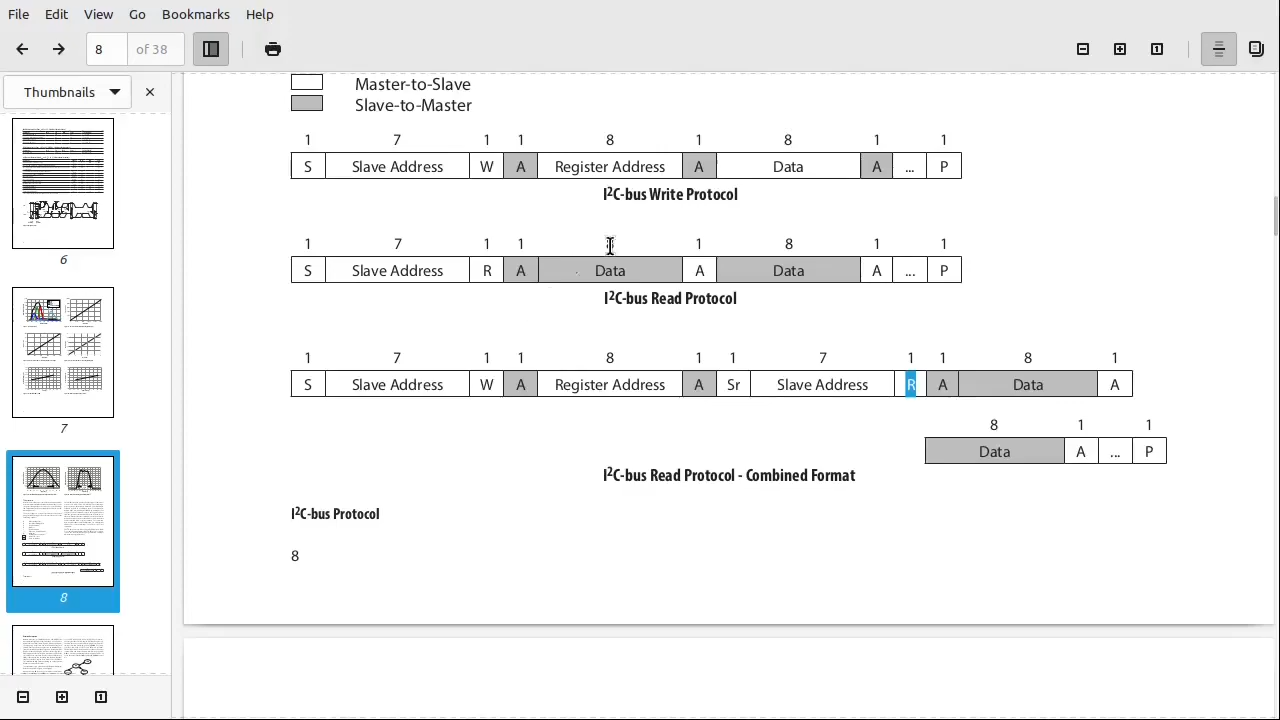 File Edit View Go Bookmarks Help
8 of 38
Thumbnails
6
7
8
Master-to-Slave
Slave-to-Master
1 7 1 1 8 1 8 1 1
S Slave Address W A Register Address A Data A ... P
I²C-bus Write Protocol
1 7 1 1 1 8 1 1
S Slave Address R A Data A Data A ... P
I²C-bus Read Protocol
1 7 1 1 8 1 1 7 1 1 8 1
S Slave Address W A Register Address A Sr Slave Address R A Data A
8 1 1
Data A ... P
I²C-bus Read Protocol - Combined Format
I²C-bus Protocol
8